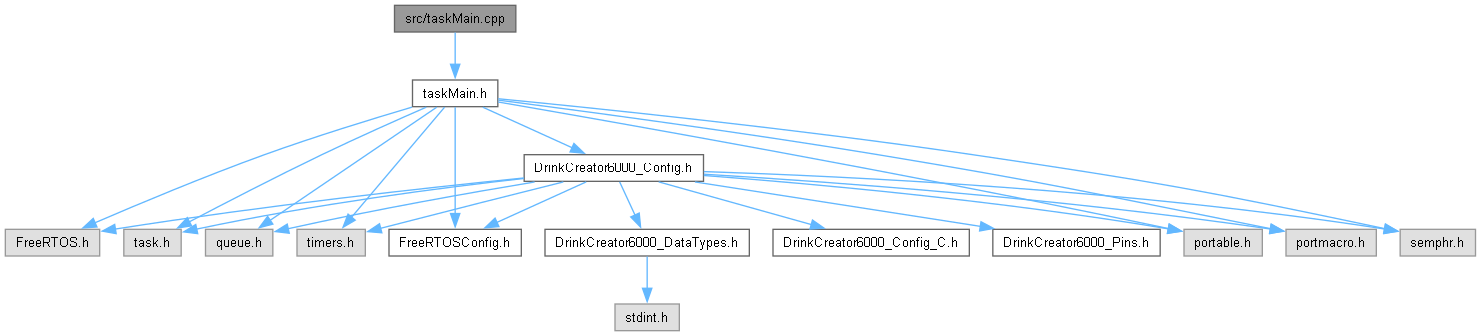 src/taskMain.cpp
taskMain.h
DrinkCreator6000_Config.h
FreeRTOS.h
task.h
queue.h
timers.h
FreeRTOSConfig.h
DrinkCreator6000_DataTypes.h
DrinkCreator6000_Config_C.h
DrinkCreator6000_Pins.h
portable.h
portmacro.h
semphr.h
stdint.h